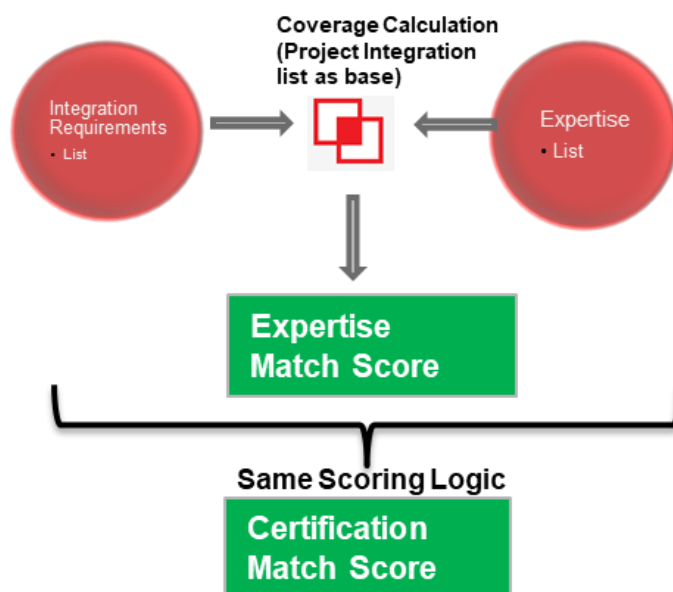 Coverage Calculation
(Project Integration
list as base)
Integration
Requirements
• List
Expertise
• List
Expertise
Match Score
Same Scoring Logic
Certification
Match Score